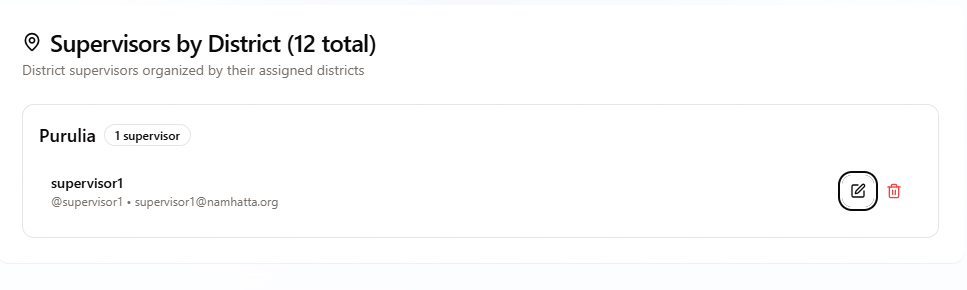 Supervisors by District (12 total)
District supervisors organized by their assigned districts
Purulia 1 supervisor
supervisor1
@supervisor1 • supervisor1@namhatta.org